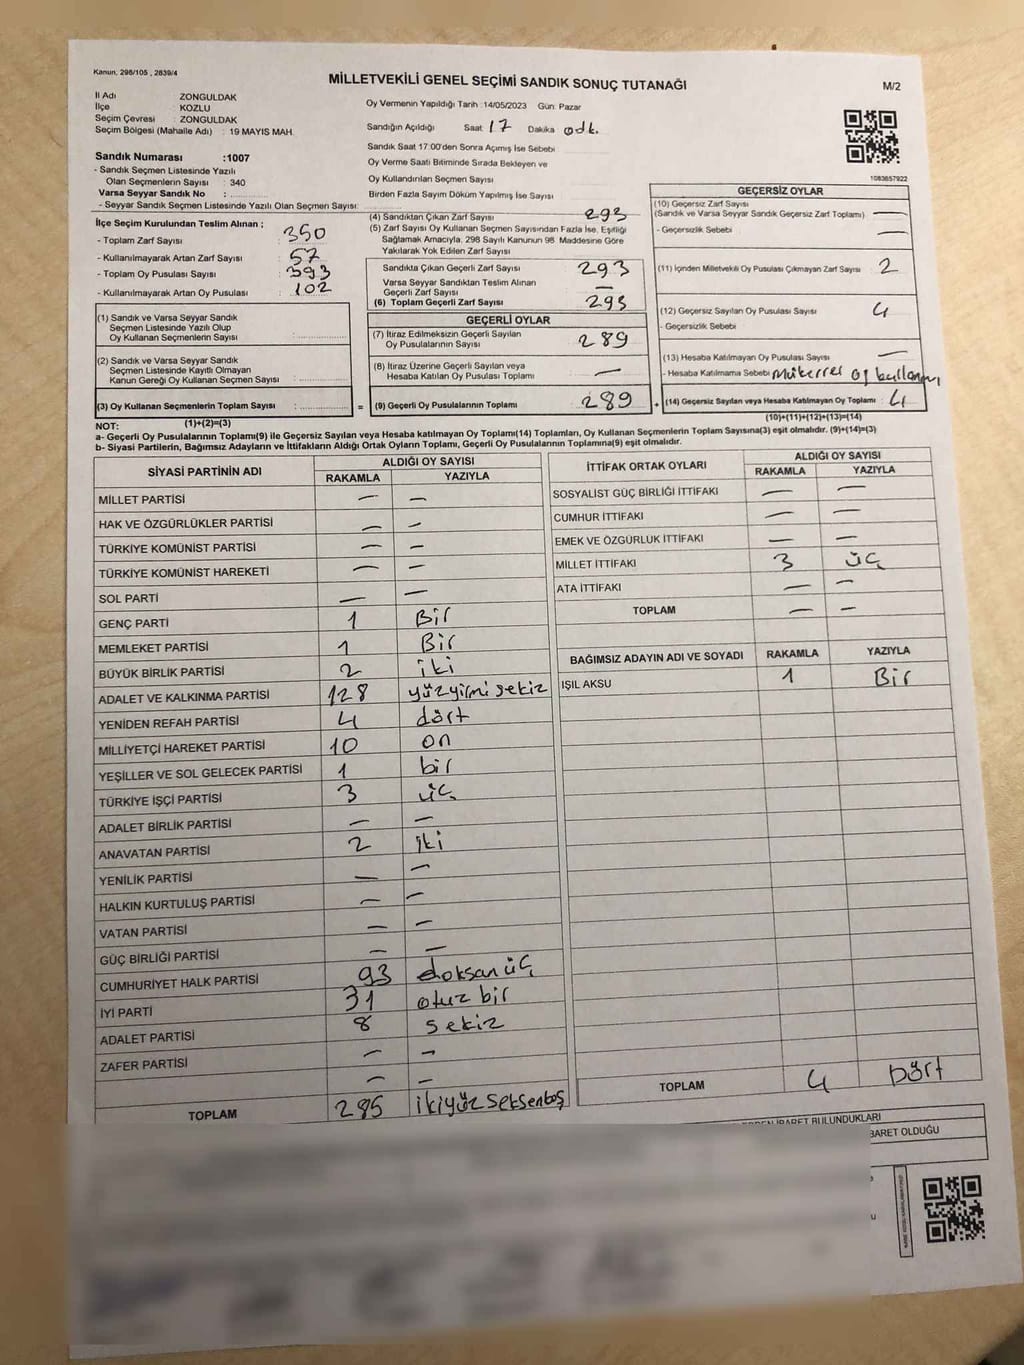 Kanun, 298/105 , 2839/4
MİLLETVEKİLİ GENEL SEÇİMİ SANDIK SONUÇ TUTANAĞI
M/2
İl Adı ZONGULDAK
İlçe KOZLU
Seçim Çevresi : ZONGULDAK
Seçim Bölgesi (Mahalle Adı) : 19 MAYIS MAH.
Oy Vermenin Yapıldığı Tarih :14/05/2023 Gün: Pazar
Sandığın Açıldığı Saat 17 Dakika
Sandık Saat 17:00'den Sonra Açımış İse Sebebi
Oy Verme Saati Bitiminde Sırada Bekleyen ve
Oy Kullandırılan Seçmen Sayısı
Birden Fazla Sayım Döküm Yapılmış İse Sayısı
1083657922
Sandık Numarası :1007
- Sandık Seçmen Listesinde Yazılı
Olan Seçmenlerin Sayısı : 340
Varsa Seyyar Sandık No :
- Seyyar Sandık Seçmen Listesinde Yazılı Olan Seçmen Sayısı:
İlçe Seçim Kurulundan Teslim Alınan ;
- Toplam Zarf Sayısı : 350
- Kullanılmayarak Artan Zarf Sayısı : 57
- Toplam Oy Pusulası Sayısı : 393
- Kullanılmayarak Artan Oy Pusulası : 102
(1) Sandık ve Varsa Seyyar Sandık
Seçmen Listesinde Yazılı Olup
Oy Kullanan Seçmenlerin Sayısı :
(2) Sandık ve Varsa Seyyar Sandık
Seçmen Listesinde Kayıtlı Olmayan
Kanun Gereği Oy Kullanan Seçmen Sayısı :
(3) Oy Kullanan Seçmenlerin Toplam Sayısı : =
(1)+(2)=(3)
(4) Sandıktan Çıkan Zarf Sayısı 293
(5) Zarf Sayısı Oy Kullanan Seçmen Sayısından Fazla İse, Eşitliği
Sağlamak Amacıyla, 298 Sayılı Kanunun 98. Maddesine Göre
Yakılarak Yok Edilen Zarf Sayısı
Sandıkta Çıkan Geçerli Zarf Sayısı 293
Varsa Seyyar Sandıktan Teslim Alınan
Geçerli Zarf Sayısı —
(6) Toplam Geçerli Zarf Sayısı 293
GEÇERLİ OYLAR
(7) İtiraz Edilmeksizin Geçerli Sayılan
Oy Pusulalarının Sayısı 289
(8) İtiraz Üzerine Geçerli Sayılan veya
Hesaba Katılan Oy Pusulası Toplamı —
(9) Geçerli Oy Pusulalarının Toplamı 289 +
GEÇERSİZ OYLAR
(10) Geçersiz Zarf Sayısı
(Sandık ve Varsa Seyyar Sandık Geçersiz Zarf Toplamı) —
- Geçersizlik Sebebi —
(11) İçinden Milletvekili Oy Pusulası Çıkmayan Zarf Sayısı 2
(12) Geçersiz Sayılan Oy Pusulası Sayısı 4
- Geçersizlik Sebebi
(13) Hesaba Katılmayan Oy Pusulası Sayısı —
- Hesaba Katılmama Sebebi mükerrer oy kullanımı
(14) Geçersiz Sayılan veya Hesaba Katılmayan Oy Toplamı : 4
(10)+(11)+(12)+(13)=(14)
NOT:
a- Geçerli Oy Pusulalarının Toplamı(9) ile Geçersiz Sayılan veya Hesaba katılmayan Oy Toplamı(14) Toplamları, Oy Kullanan Seçmenlerin Toplam Sayısına(3) eşit olmalıdır. (9)+(14)=(3)
b- Siyasi Partilerin, Bağımsız Adayların ve İttifakların Aldığı Ortak Oyların Toplamı, Geçerli Oy Pusulalarının Toplamına(9) eşit olmalıdır.
SİYASİ PARTİNİN ADI ALDIĞI OY SAYISI
RAKAMLA YAZIYLA
MİLLET PARTİSİ — —
HAK VE ÖZGÜRLÜKLER PARTİSİ — —
TÜRKİYE KOMÜNİST PARTİSİ — —
TÜRKİYE KOMÜNİST HAREKETİ — —
SOL PARTİ — —
GENÇ PARTİ 1 Bir
MEMLEKET PARTİSİ 1 Bir
BÜYÜK BİRLİK PARTİSİ 2 iki
ADALET VE KALKINMA PARTİSİ 128 yüzyirmi sekiz
YENİDEN REFAH PARTİSİ 4 dört
MİLLİYETÇİ HAREKET PARTİSİ 10 on
YEŞİLLER VE SOL GELECEK PARTİSİ 1 bir
TÜRKİYE İŞÇİ PARTİSİ 3 üç
ADALET BİRLİK PARTİSİ — —
ANAVATAN PARTİSİ 2 iki
YENİLİK PARTİSİ — —
HALKIN KURTULUŞ PARTİSİ — —
VATAN PARTİSİ — —
GÜÇ BİRLİĞİ PARTİSİ — —
CUMHURİYET HALK PARTİSİ 93 doksan üç
İYİ PARTİ 31 otuz bir
ADALET PARTİSİ 8 sekiz
ZAFER PARTİSİ — —
— —
TOPLAM 285 ikiyüz seksenbeş
İTTİFAK ORTAK OYLARI ALDIĞI OY SAYISI
RAKAMLA YAZIYLA
SOSYALİST GÜÇ BİRLİĞİ İTTİFAKI — —
CUMHUR İTTİFAKI — —
EMEK VE ÖZGÜRLÜK İTTİFAKI — —
MİLLET İTTİFAKI 3 üç
ATA İTTİFAKI — —
TOPLAM — —
BAĞIMSIZ ADAYIN ADI VE SOYADI RAKAMLA YAZIYLA
IŞIL AKSU 1 Bir
TOPLAM 4 Dört
İBARET BULUNDUKLARI
BARET OLDUĞU